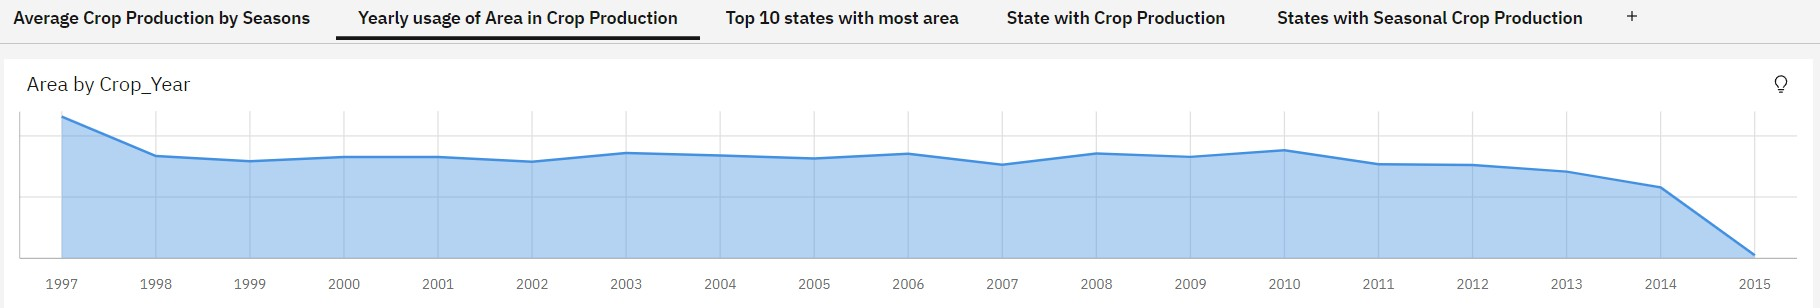 Average Crop Production by Seasons Yearly usage of Area in Crop Production Top 10 states with most area State with Crop Production States with Seasonal Crop Production +
Area by Crop_Year
1997 1998 1999 2000 2001 2002 2003 2004 2005 2006 2007 2008 2009 2010 2011 2012 2013 2014 2015